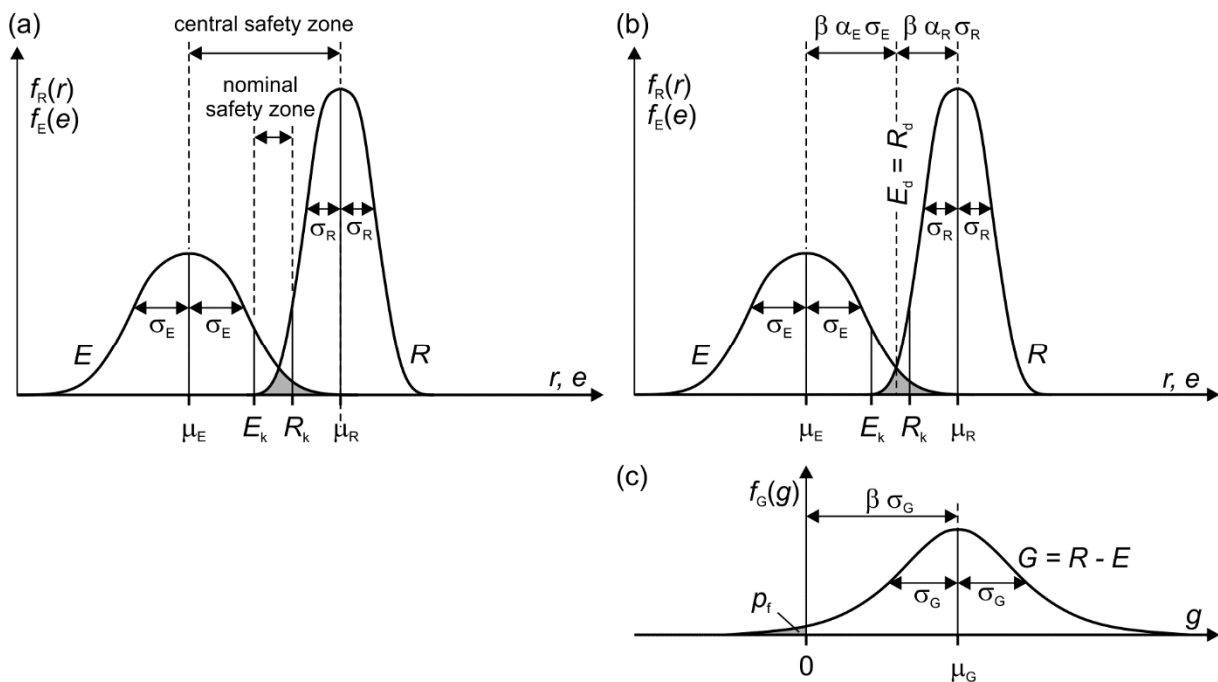 (a)
central safety zone
nominal
safety zone
f_R(r)
f_E(e)
σ_R σ_R
σ_E σ_E
E R
r, e
μ_E E_k R_k μ_R
(b)
β α_E σ_E β α_R σ_R
f_R(r)
f_E(e)
E_d = R_d
σ_R σ_R
σ_E σ_E
E R
r, e
μ_E E_k R_k μ_R
(c)
f_G(g)
β σ_G
G = R - E
σ_G σ_G
p_f
g
0 μ_G